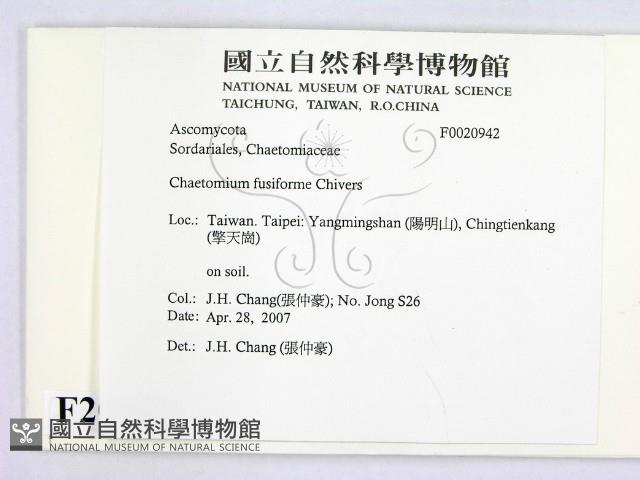 國立自然科學博物館
NATIONAL MUSEUM OF NATURAL SCIENCE
TAICHUNG, TAIWAN, R.O.CHINA
Ascomycota F0020942
Sordariales, Chaetomiaceae
Chaetomium fusiforme Chivers
Loc.: Taiwan. Taipei: Yangmingshan (陽明山), Chingtienkang
(擎天崗)
on soil.
Col.: J.H. Chang(張仲豪); No. Jong S26
Date: Apr. 28, 2007
Det.: J.H. Chang (張仲豪)
F2
國立自然科學博物館
NATIONAL MUSEUM OF NATURAL SCIENCE